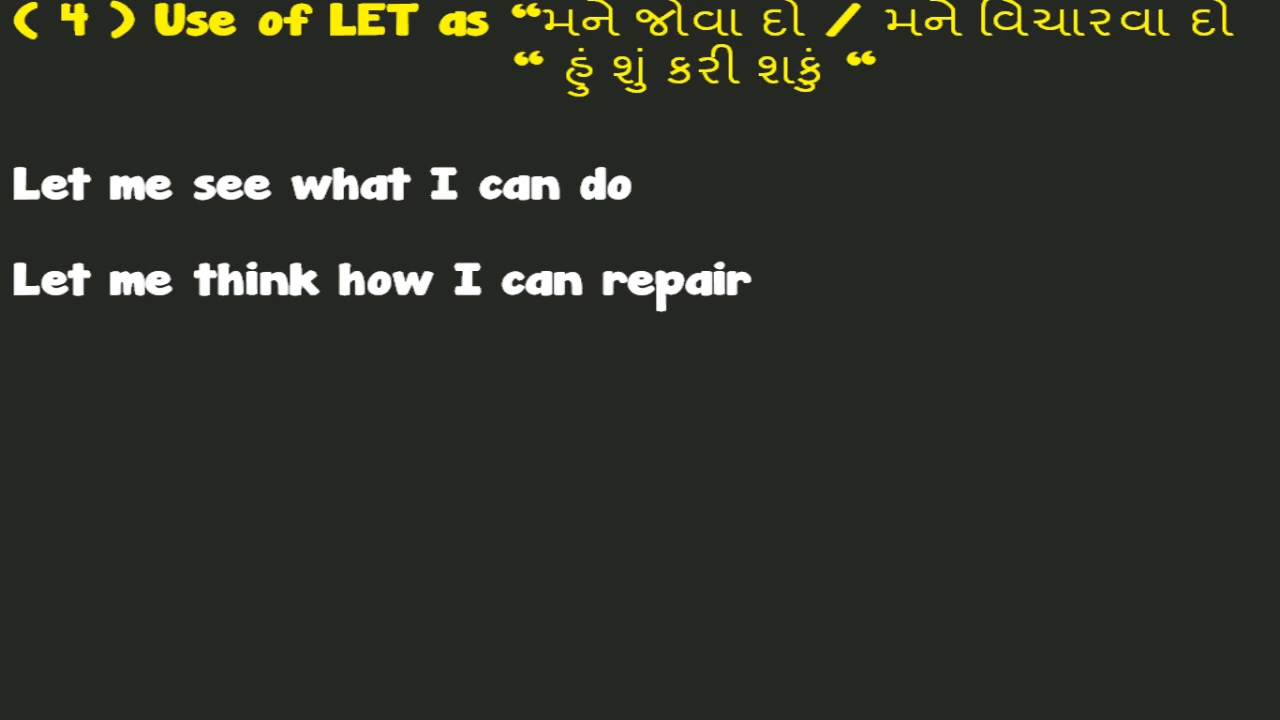 ( 4 ) Use of LET as “મને જોવા દો / મને વિચારવા દો
“ હું શું કરી શકું “
Let me see what I can do
Let me think how I can repair